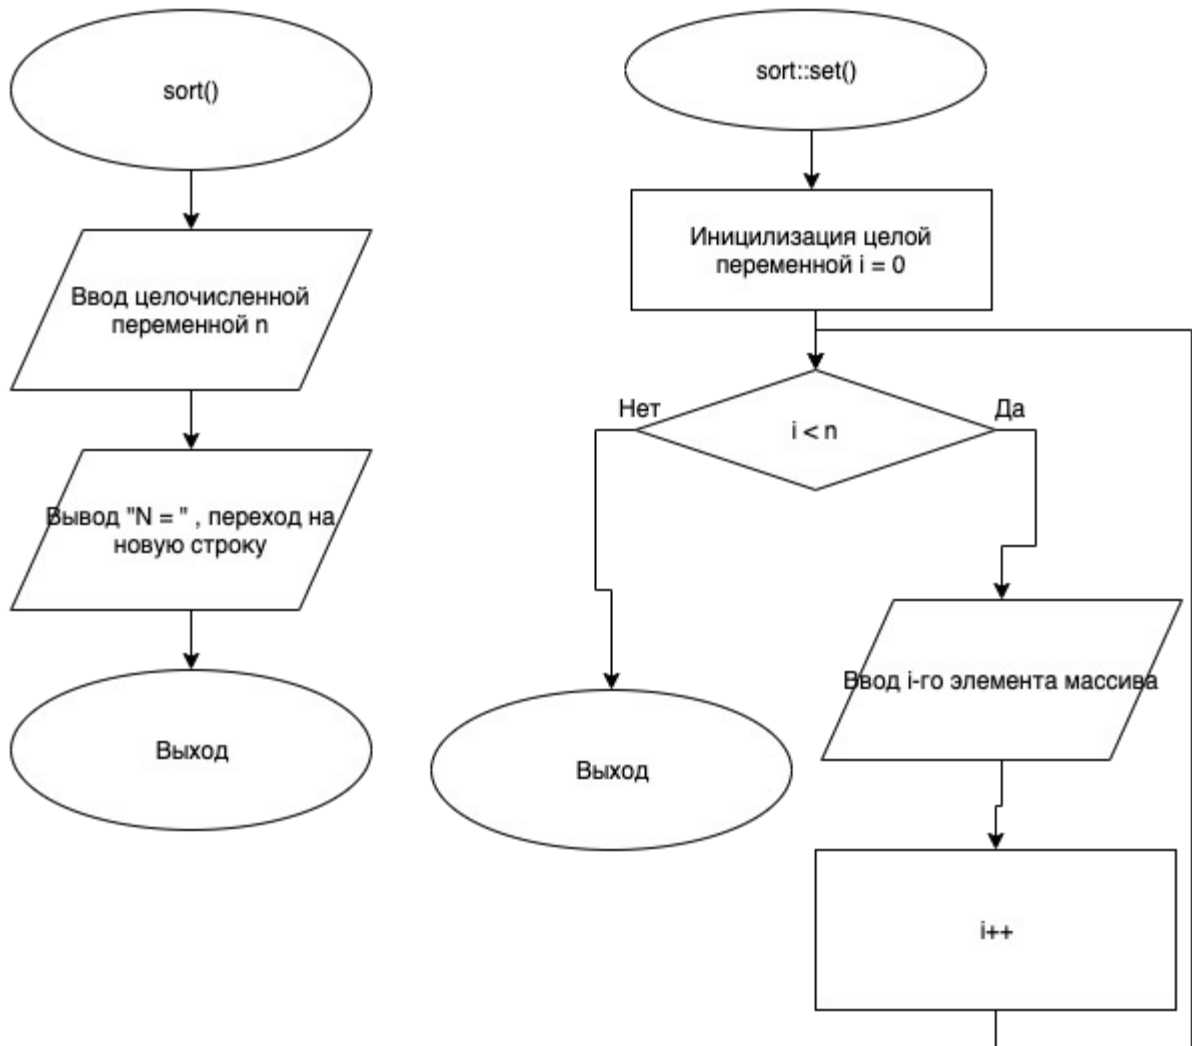 sort()
Ввод целочисленной
переменной n
Вывод "N = " , переход на
новую строку
Выход
sort::set()
Иницилизация целой
переменной i = 0
Нет
Да
i < n
Выход
Ввод i-го элемента массива
i++